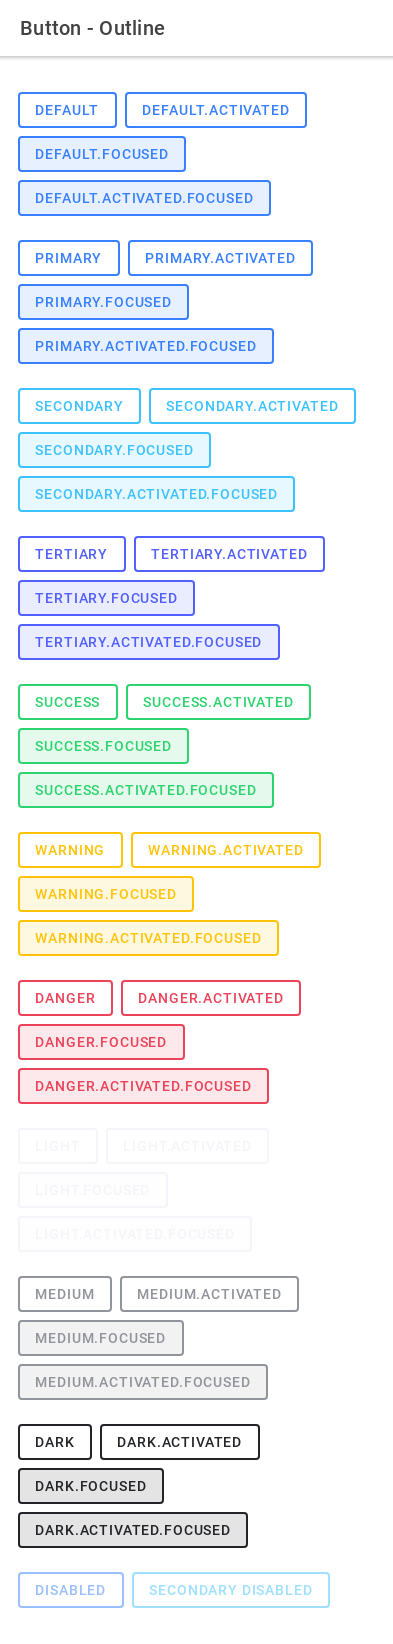 Button - Outline
DEFAULT DEFAULT.ACTIVATED
DEFAULT.FOCUSED
DEFAULT.ACTIVATED.FOCUSED
PRIMARY PRIMARY.ACTIVATED
PRIMARY.FOCUSED
PRIMARY.ACTIVATED.FOCUSED
SECONDARY SECONDARY.ACTIVATED
SECONDARY.FOCUSED
SECONDARY.ACTIVATED.FOCUSED
TERTIARY TERTIARY.ACTIVATED
TERTIARY.FOCUSED
TERTIARY.ACTIVATED.FOCUSED
SUCCESS SUCCESS.ACTIVATED
SUCCESS.FOCUSED
SUCCESS.ACTIVATED.FOCUSED
WARNING WARNING.ACTIVATED
WARNING.FOCUSED
WARNING.ACTIVATED.FOCUSED
DANGER DANGER.ACTIVATED
DANGER.FOCUSED
DANGER.ACTIVATED.FOCUSED
LIGHT LIGHT.ACTIVATED
LIGHT.FOCUSED
LIGHT.ACTIVATED.FOCUSED
MEDIUM MEDIUM.ACTIVATED
MEDIUM.FOCUSED
MEDIUM.ACTIVATED.FOCUSED
DARK DARK.ACTIVATED
DARK.FOCUSED
DARK.ACTIVATED.FOCUSED
DISABLED SECONDARY DISABLED